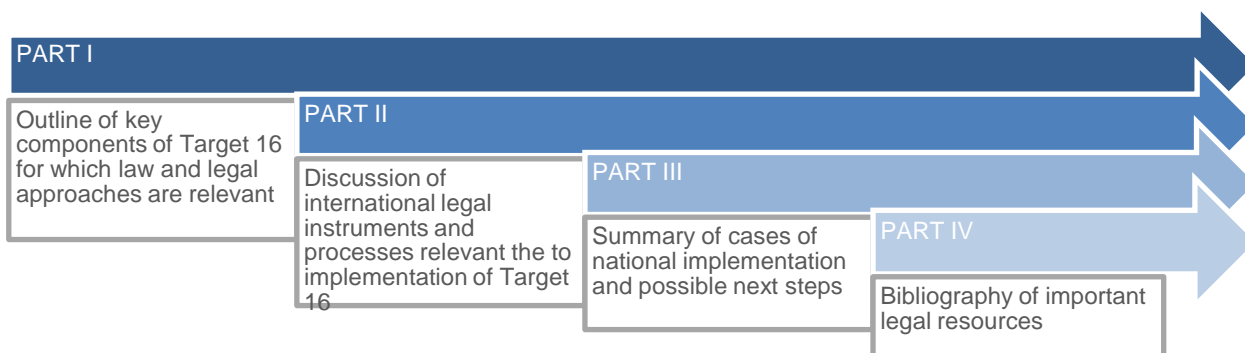 PART I
Outline of key
components of Target 16
for which law and legal
approaches are relevant
PART II
Discussion of
international legal
instruments and
processes relevant the to
implementation of Target
16
PART III
Summary of cases of
national implementation
and possible next steps
PART IV
Bibliography of important
legal resources